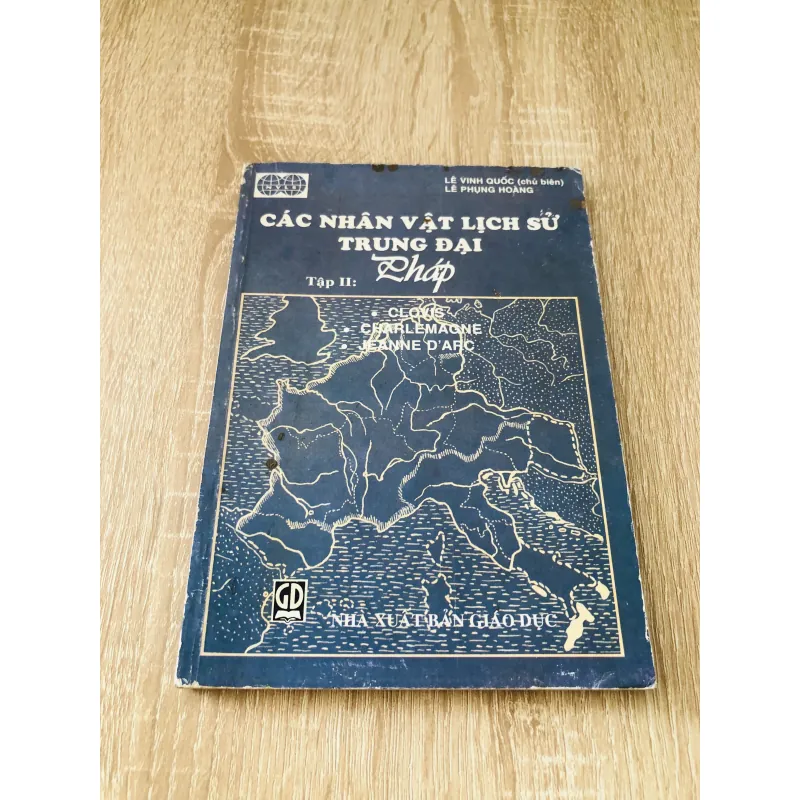 LÊ VINH QUỐC (chủ biên)
LÊ PHỤNG HOÀNG
CÁC NHÂN VẬT LỊCH SỬ
TRUNG ĐẠI
Tập II: Pháp
• CLOVIS
• CHARLEMAGNE
• JEANNE D'ARC
GD
NHÀ XUẤT BẢN GIÁO DỤC